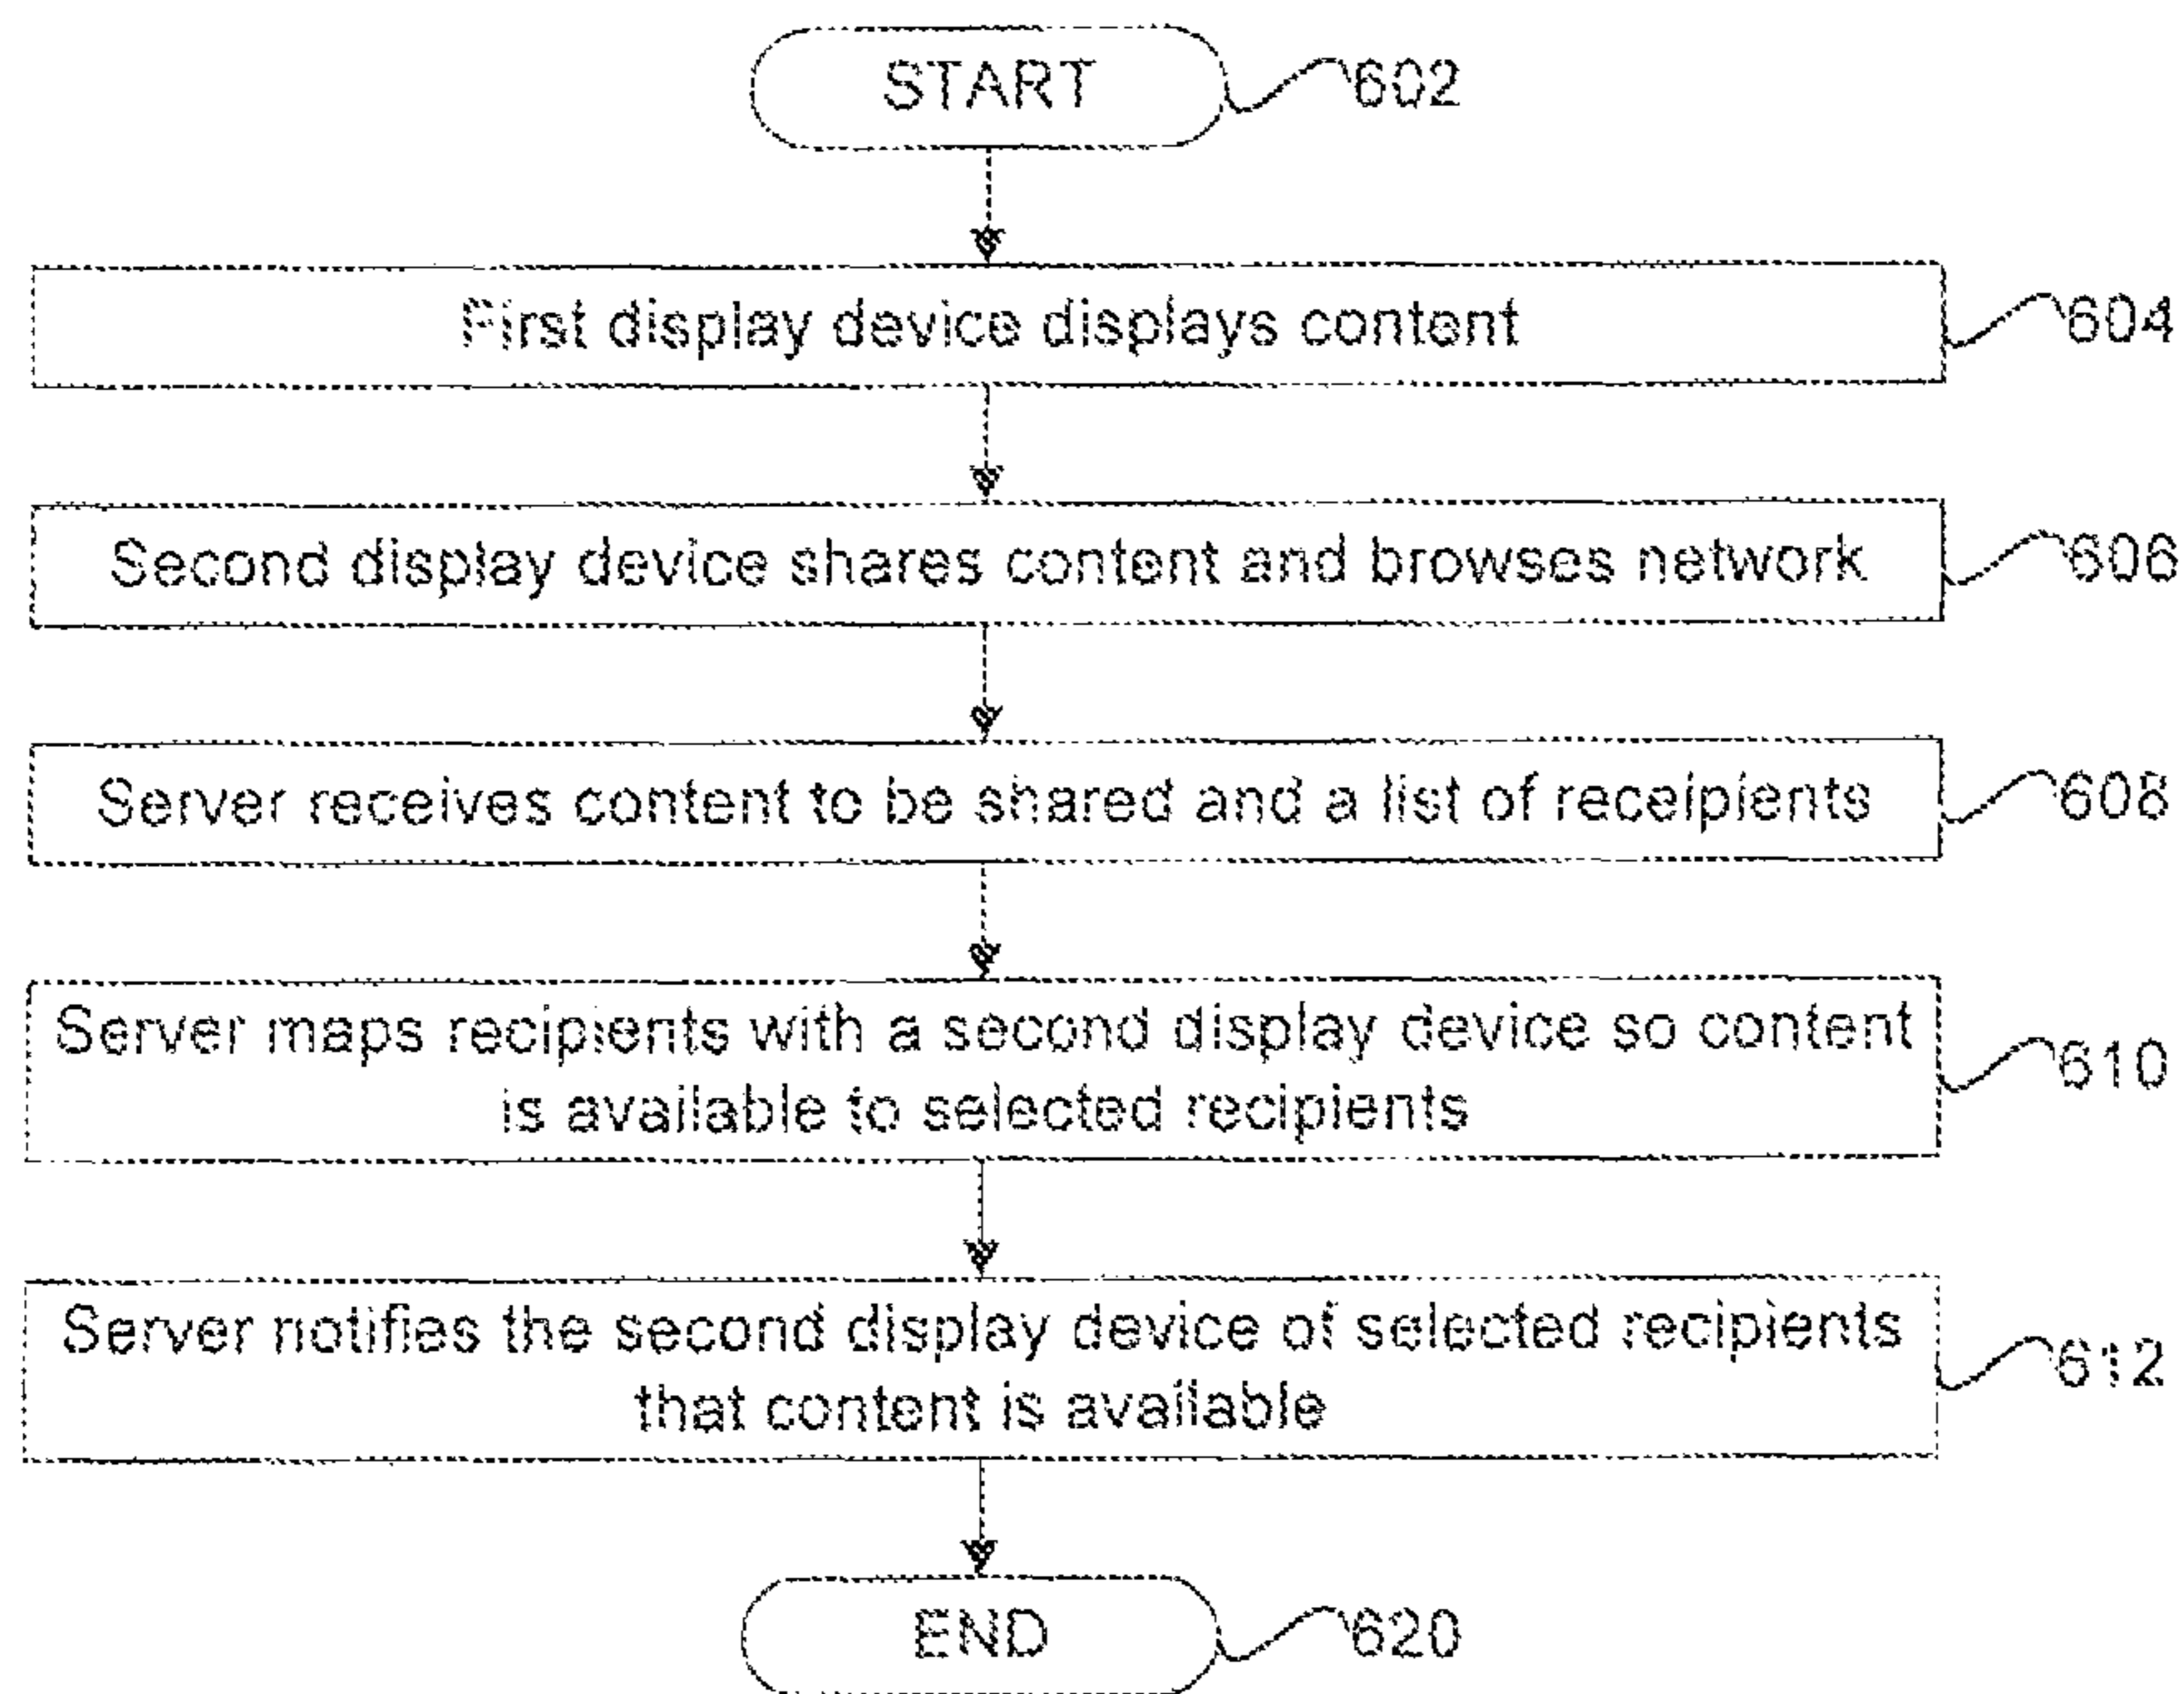 START
602
First display device displays content
604
Second display device shares content and browses network
606
Server receives content to be shared and a list of receipients
608
Server maps recipients with a second display device so content
is available to selected recipients
610
Server notifies the second display device of selected recipients
that content is available
612
END
620